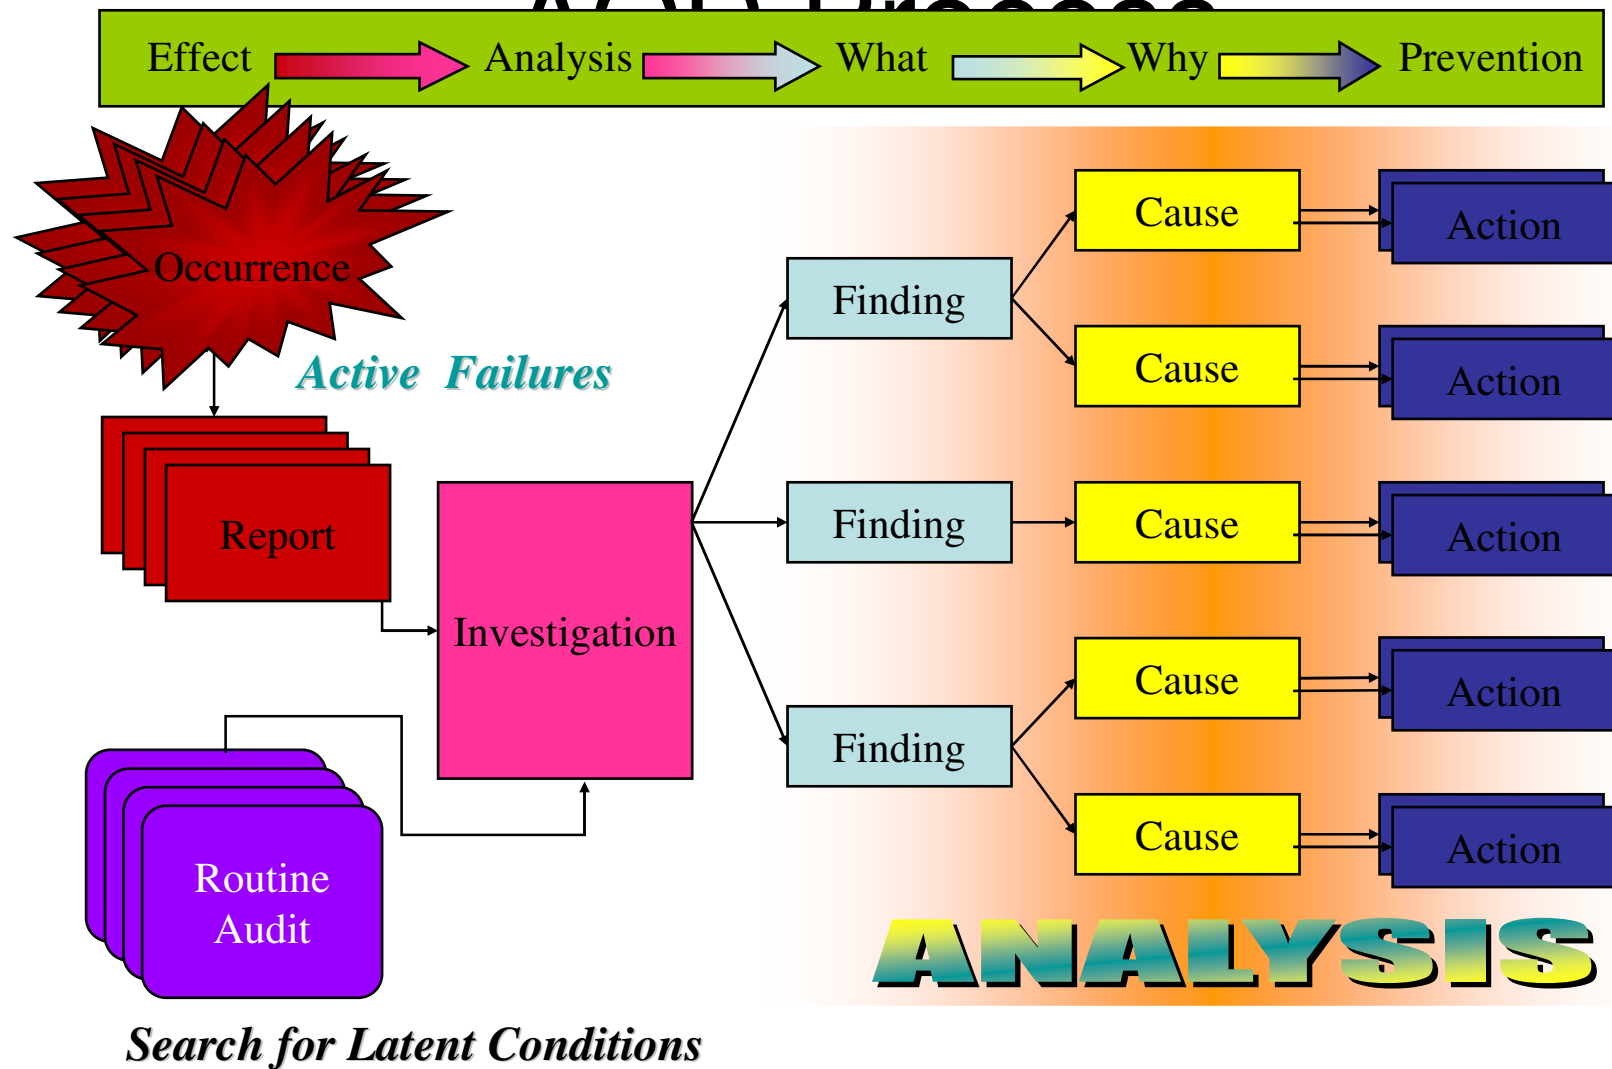 Process
Effect Analysis What Why Prevention
Occurrence
Active Failures
Report
Investigation
Routine
Audit
Finding
Finding
Finding
Cause
Cause
Cause
Cause
Cause
Action
Action
Action
Action
Action
ANALYSIS
Search for Latent Conditions